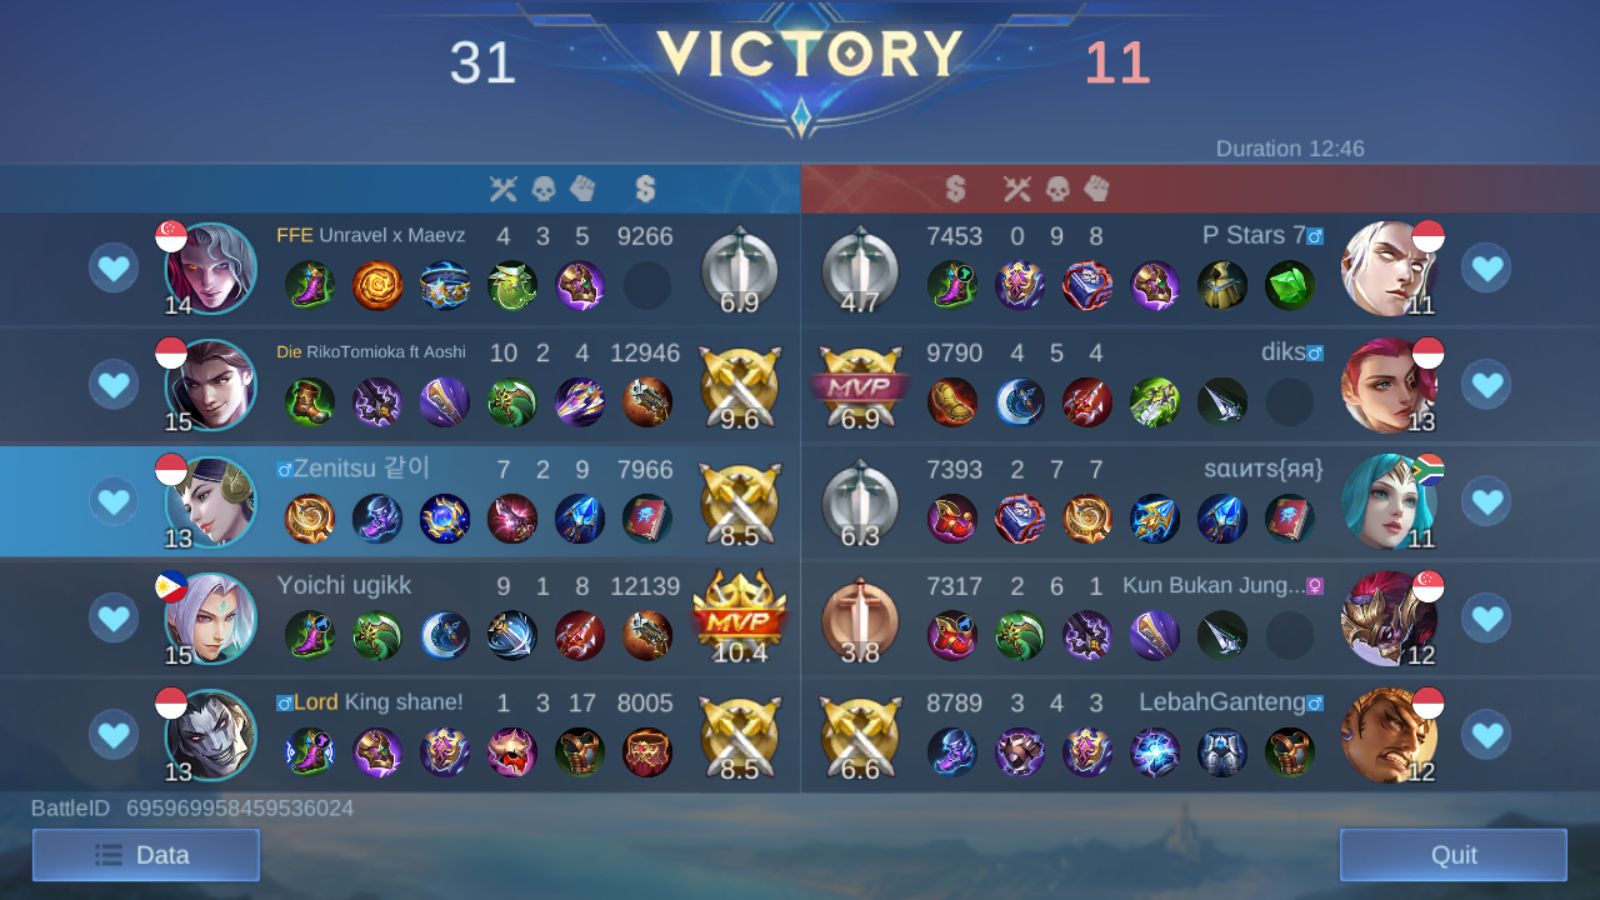 VICTORY
31
11
Duration 12:46
FFE Unravel x Maevz 4 3 5 9266
14
6.9
7453 0 9 8 P Stars 7
4.7
11
Die RikoTomioka ft Aoshi 10 2 4 12946
15
9.6
9790 4 5 4 diks
MVP
6.9
13
Zenitsu 같이 7 2 9 7966
13
8.5
7393 2 7 7 sαιитs{яя}
6.3
11
Yoichi ugikk 9 1 8 12139
15
MVP
10.4
7317 2 6 1 Kun Bukan Jung...
3.8
12
Lord King shane! 1 3 17 8005
13
8.5
8789 3 4 3 LebahGanteng
6.6
12
BattleID 695969958459536024
Data
Quit